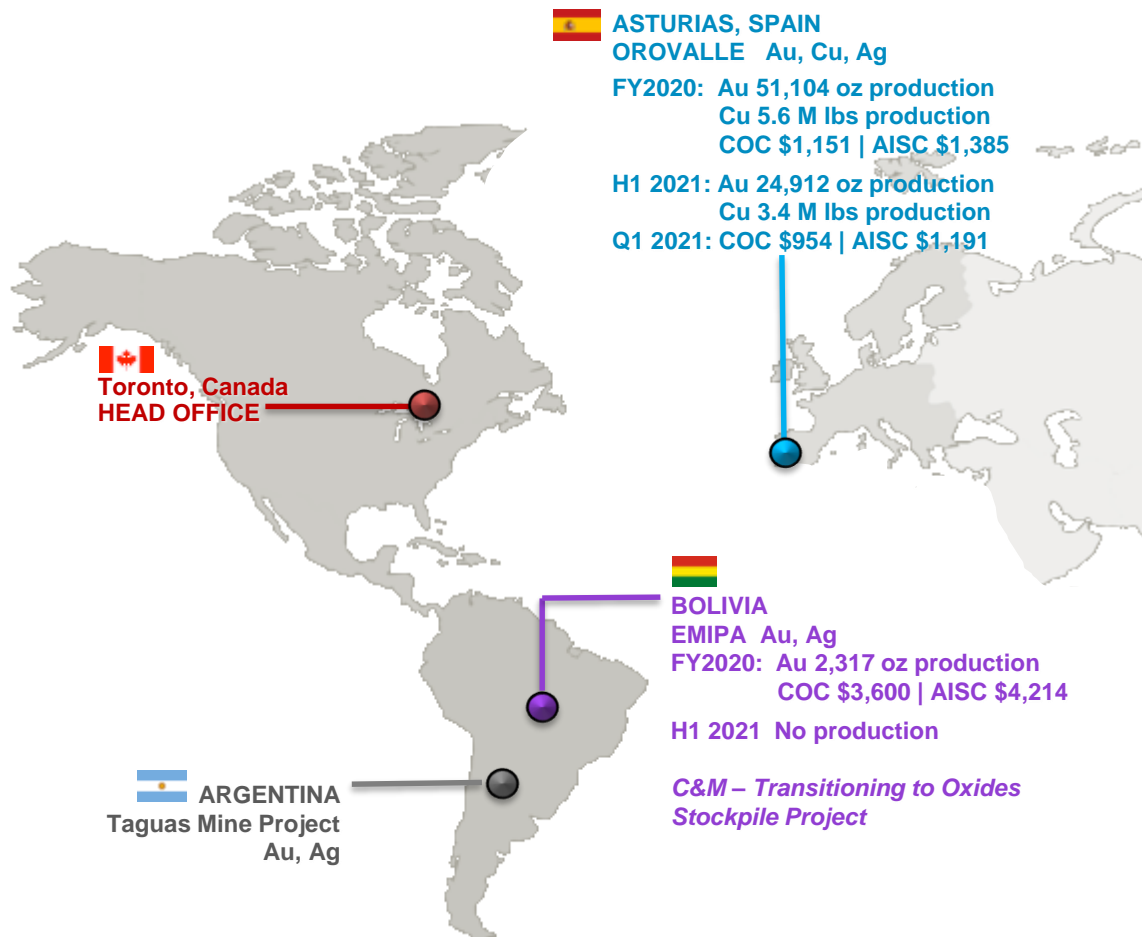 ASTURIAS, SPAIN
OROVALLE Au, Cu, Ag
FY2020: Au 51,104 oz production
Cu 5.6 M lbs production
COC $1,151 | AISC $1,385
H1 2021: Au 24,912 oz production
Cu 3.4 M lbs production
Q1 2021: COC $954 | AISC $1,191
Toronto, Canada
HEAD OFFICE
BOLIVIA
EMIPA Au, Ag
FY2020: Au 2,317 oz production
COC $3,600 | AISC $4,214
H1 2021 No production
C&M – Transitioning to Oxides
Stockpile Project
ARGENTINA
Taguas Mine Project
Au, Ag